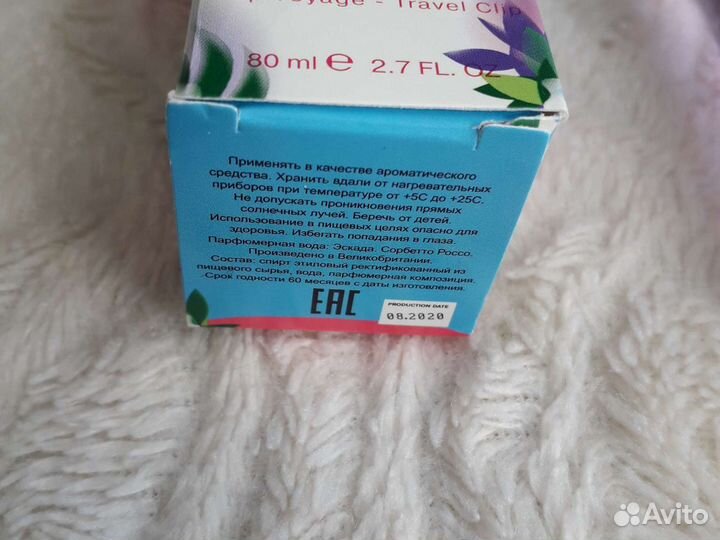 Voyage - Travel Clip
80 ml ℮ 2.7 FL. OZ
Применять в качестве ароматического
средства. Хранить вдали от нагревательных
приборов при температуре от +5С до +25С.
Не допускать проникновения прямых
солнечных лучей. Беречь от детей.
Использование в пищевых целях опасно для
здоровья. Избегать попадания в глаза.
Парфюмерная вода: Эскада. Сорбетто Россо.
Произведено в Великобритании.
Состав: спирт этиловый ректификованный из
пищевого сырья, вода, парфюмерная композиция.
Срок годности 60 месяцев с даты изготовления.
EAC
PRODUCTION DATE
08.2020
Avito